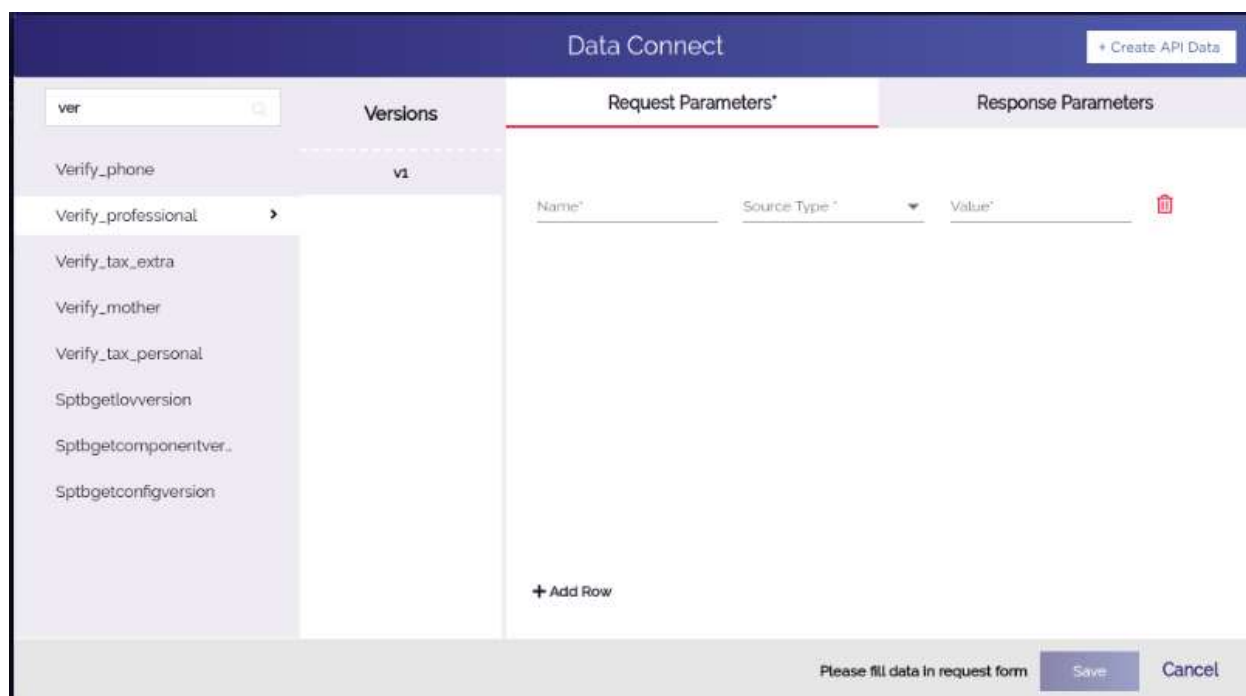 Data Connect
+ Create API Data
ver
Verify_phone
Verify_professional
Verify_tax_extra
Verify_mother
Verify_tax_personal
Sptbgetlovversion
Sptbgetcomponentver..
Sptbgetconfigversion
Versions
v1
Request Parameters*
Response Parameters
Name*
Source Type *
Value*
+ Add Row
Please fill data in request form
Save
Cancel